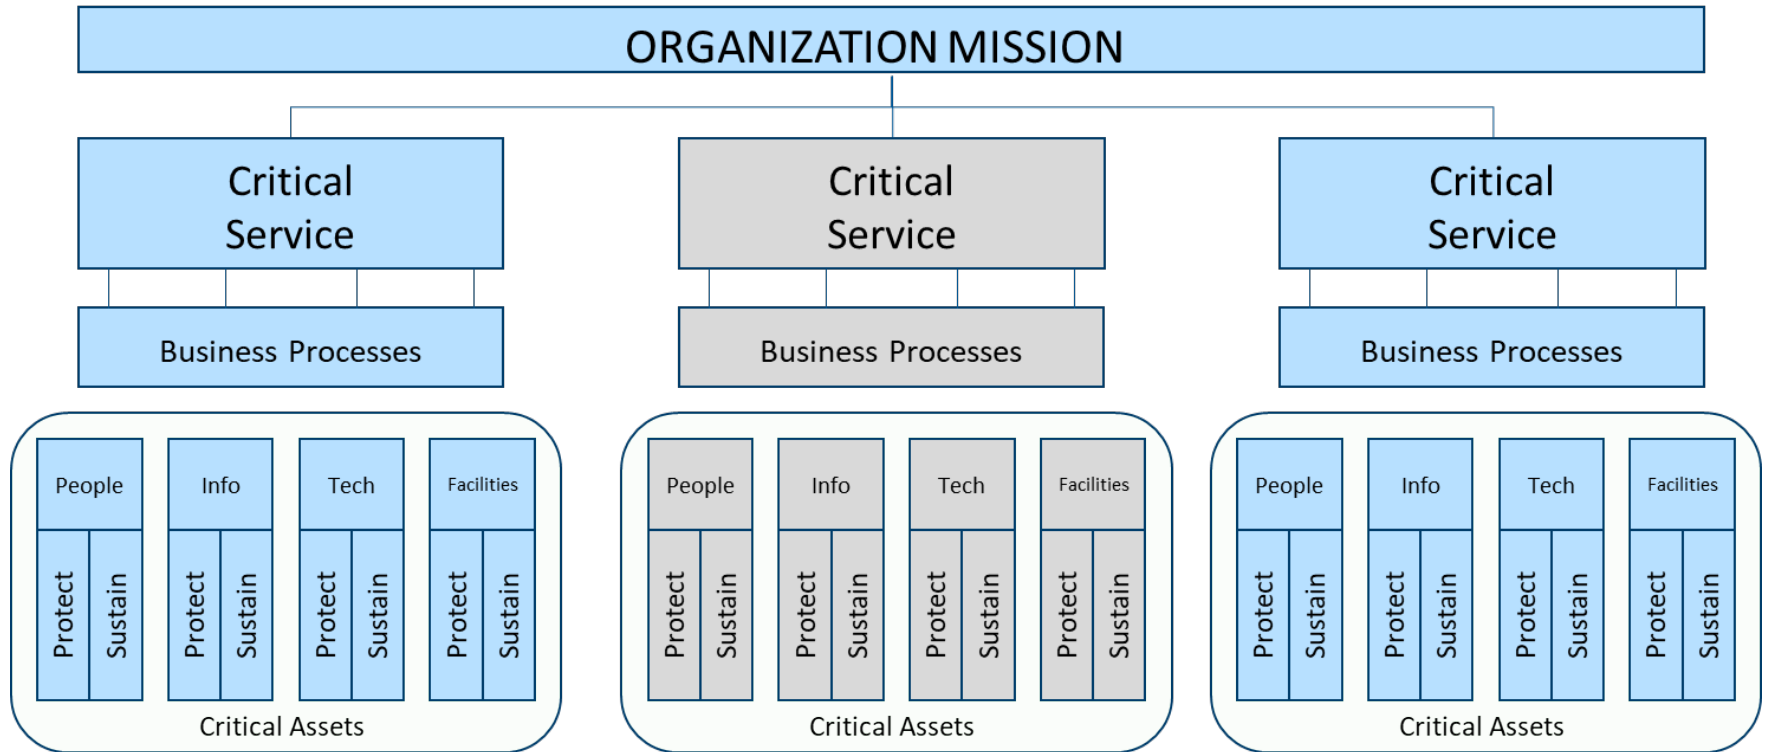 ORGANIZATION MISSION
Critical
Service
Critical
Service
Critical
Service
Business Processes
Business Processes
Business Processes
People
Info
Tech
Facilities
Protect
Sustain
Protect
Sustain
Protect
Sustain
Protect
Sustain
Critical Assets
People
Info
Tech
Facilities
Protect
Sustain
Protect
Sustain
Protect
Sustain
Protect
Sustain
Critical Assets
People
Info
Tech
Facilities
Protect
Sustain
Protect
Sustain
Protect
Sustain
Protect
Sustain
Critical Assets